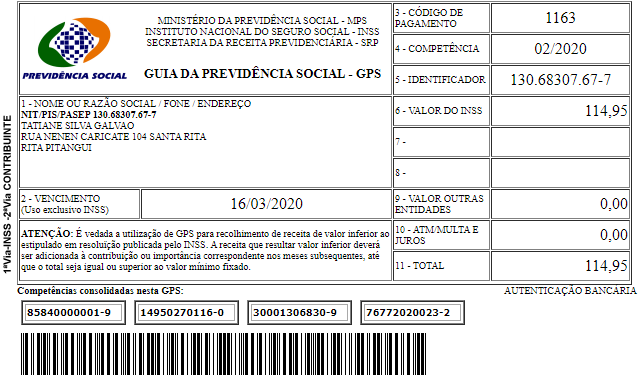 MINISTÉRIO DA PREVIDÊNCIA SOCIAL - MPS
INSTITUTO NACIONAL DO SEGURO SOCIAL - INSS
SECRETARIA DA RECEITA PREVIDENCIÁRIA - SRP
PREVIDÊNCIA SOCIAL
GUIA DA PREVIDÊNCIA SOCIAL - GPS
3 - CÓDIGO DE
PAGAMENTO
1163
4 - COMPETÊNCIA
02/2020
5 - IDENTIFICADOR
130.68307.67-7
1 - NOME OU RAZÃO SOCIAL / FONE / ENDEREÇO
NIT/PIS/PASEP 130.68307.67-7
TATIANE SILVA GALVAO
RUA NENEN CARICATE 104 SANTA RITA
RITA PITANGUI
6 - VALOR DO INSS
114,95
7 -
8 -
2 - VENCIMENTO
(Uso exclusivo INSS)
16/03/2020
9 - VALOR OUTRAS
ENTIDADES
0,00
ATENÇÃO: É vedada a utilização de GPS para recolhimento de receita de valor inferior ao
estipulado em resolução publicada pelo INSS. A receita que resultar valor inferior deverá
ser adicionada à contribuição ou importância correspondente nos meses subsequentes, até
que o total seja igual ou superior ao valor mínimo fixado.
10 - ATM/MULTA E
JUROS
0,00
11 - TOTAL
114,95
1ªVia-INSS -2ªVia CONTRIBUINTE
Competências consolidadas nesta GPS:
AUTENTICAÇÃO BANCÁRIA
85840000001-9 14950270116-0 30001306830-9 76772020023-2